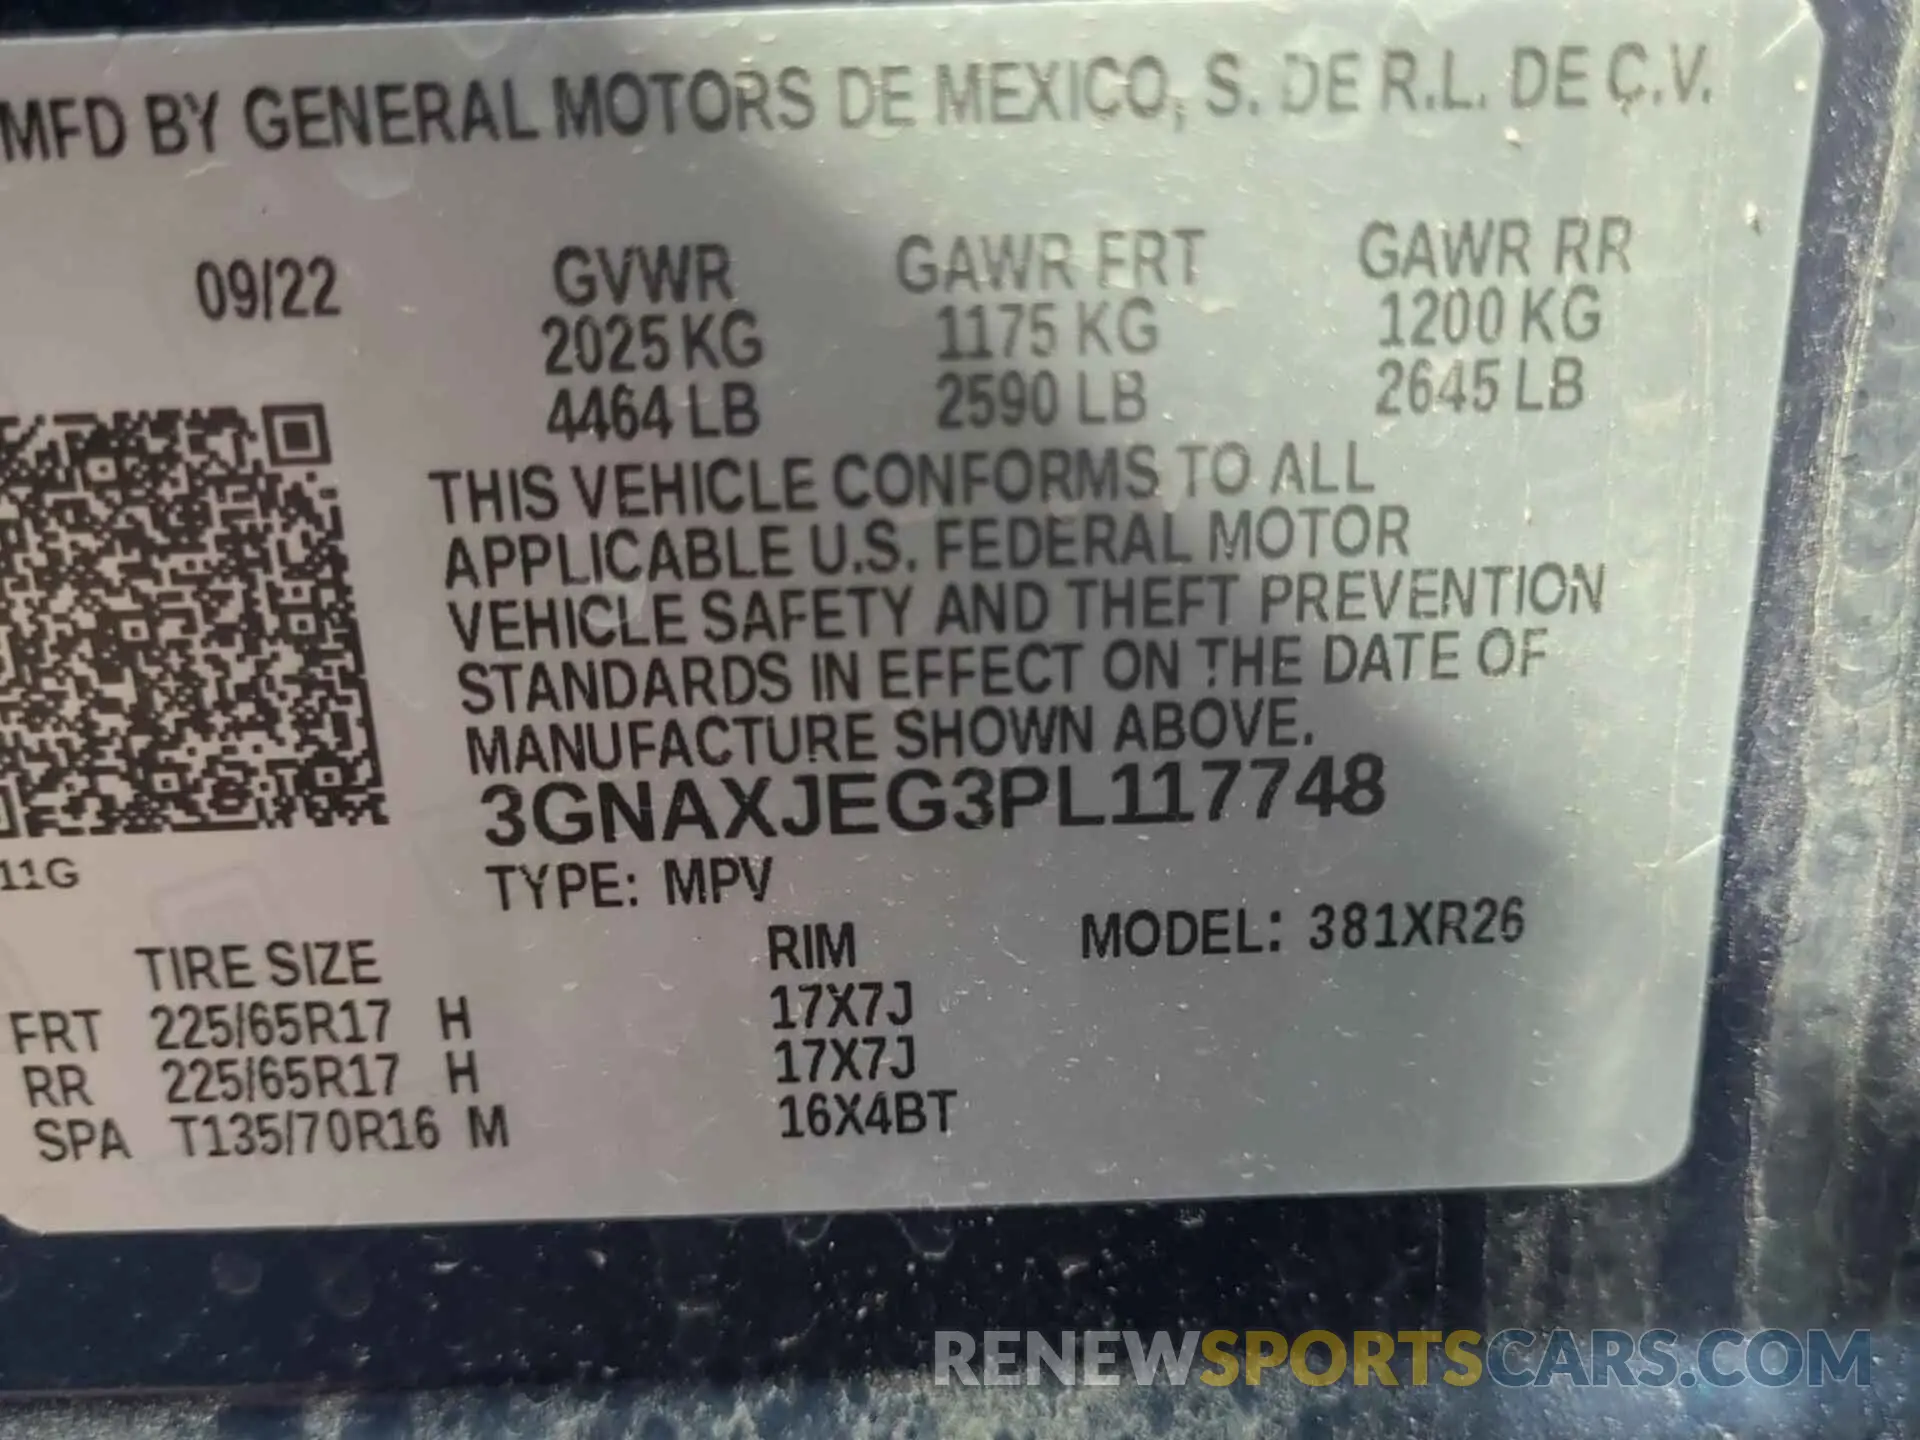 MFD BY GENERAL MOTORS DE MEXICO, S. DE R.L. DE C.V.
09/22 GVWR GAWR FRT GAWR RR
2025 KG 1175 KG 1200 KG
4464 LB 2590 LB 2645 LB
THIS VEHICLE CONFORMS TO ALL
APPLICABLE U.S. FEDERAL MOTOR
VEHICLE SAFETY AND THEFT PREVENTION
STANDARDS IN EFFECT ON THE DATE OF
MANUFACTURE SHOWN ABOVE.
3GNAXJEG3PL117748
11G
TYPE: MPV
TIRE SIZE RIM MODEL: 381XR26
FRT 225/65R17 H 17X7J
RR 225/65R17 H 17X7J
SPA T135/70R16 M 16X4BT
RENEWSPORTSCARS.COM